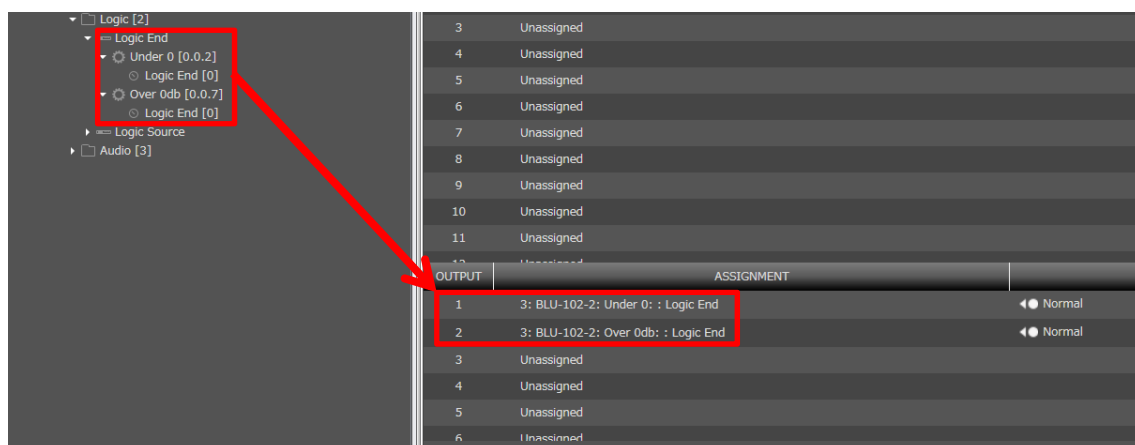 Logic [2]
Logic End
Under 0 [0.0.2]
Logic End [0]
Over 0db [0.0.7]
Logic End [0]
Logic Source
Audio [3]
3 Unassigned
4 Unassigned
5 Unassigned
6 Unassigned
7 Unassigned
8 Unassigned
9 Unassigned
10 Unassigned
11 Unassigned
OUTPUT ASSIGNMENT
1 3: BLU-102-2: Under 0: : Logic End Normal
2 3: BLU-102-2: Over 0db: : Logic End Normal
3 Unassigned
4 Unassigned
5 Unassigned
6 Unassigned